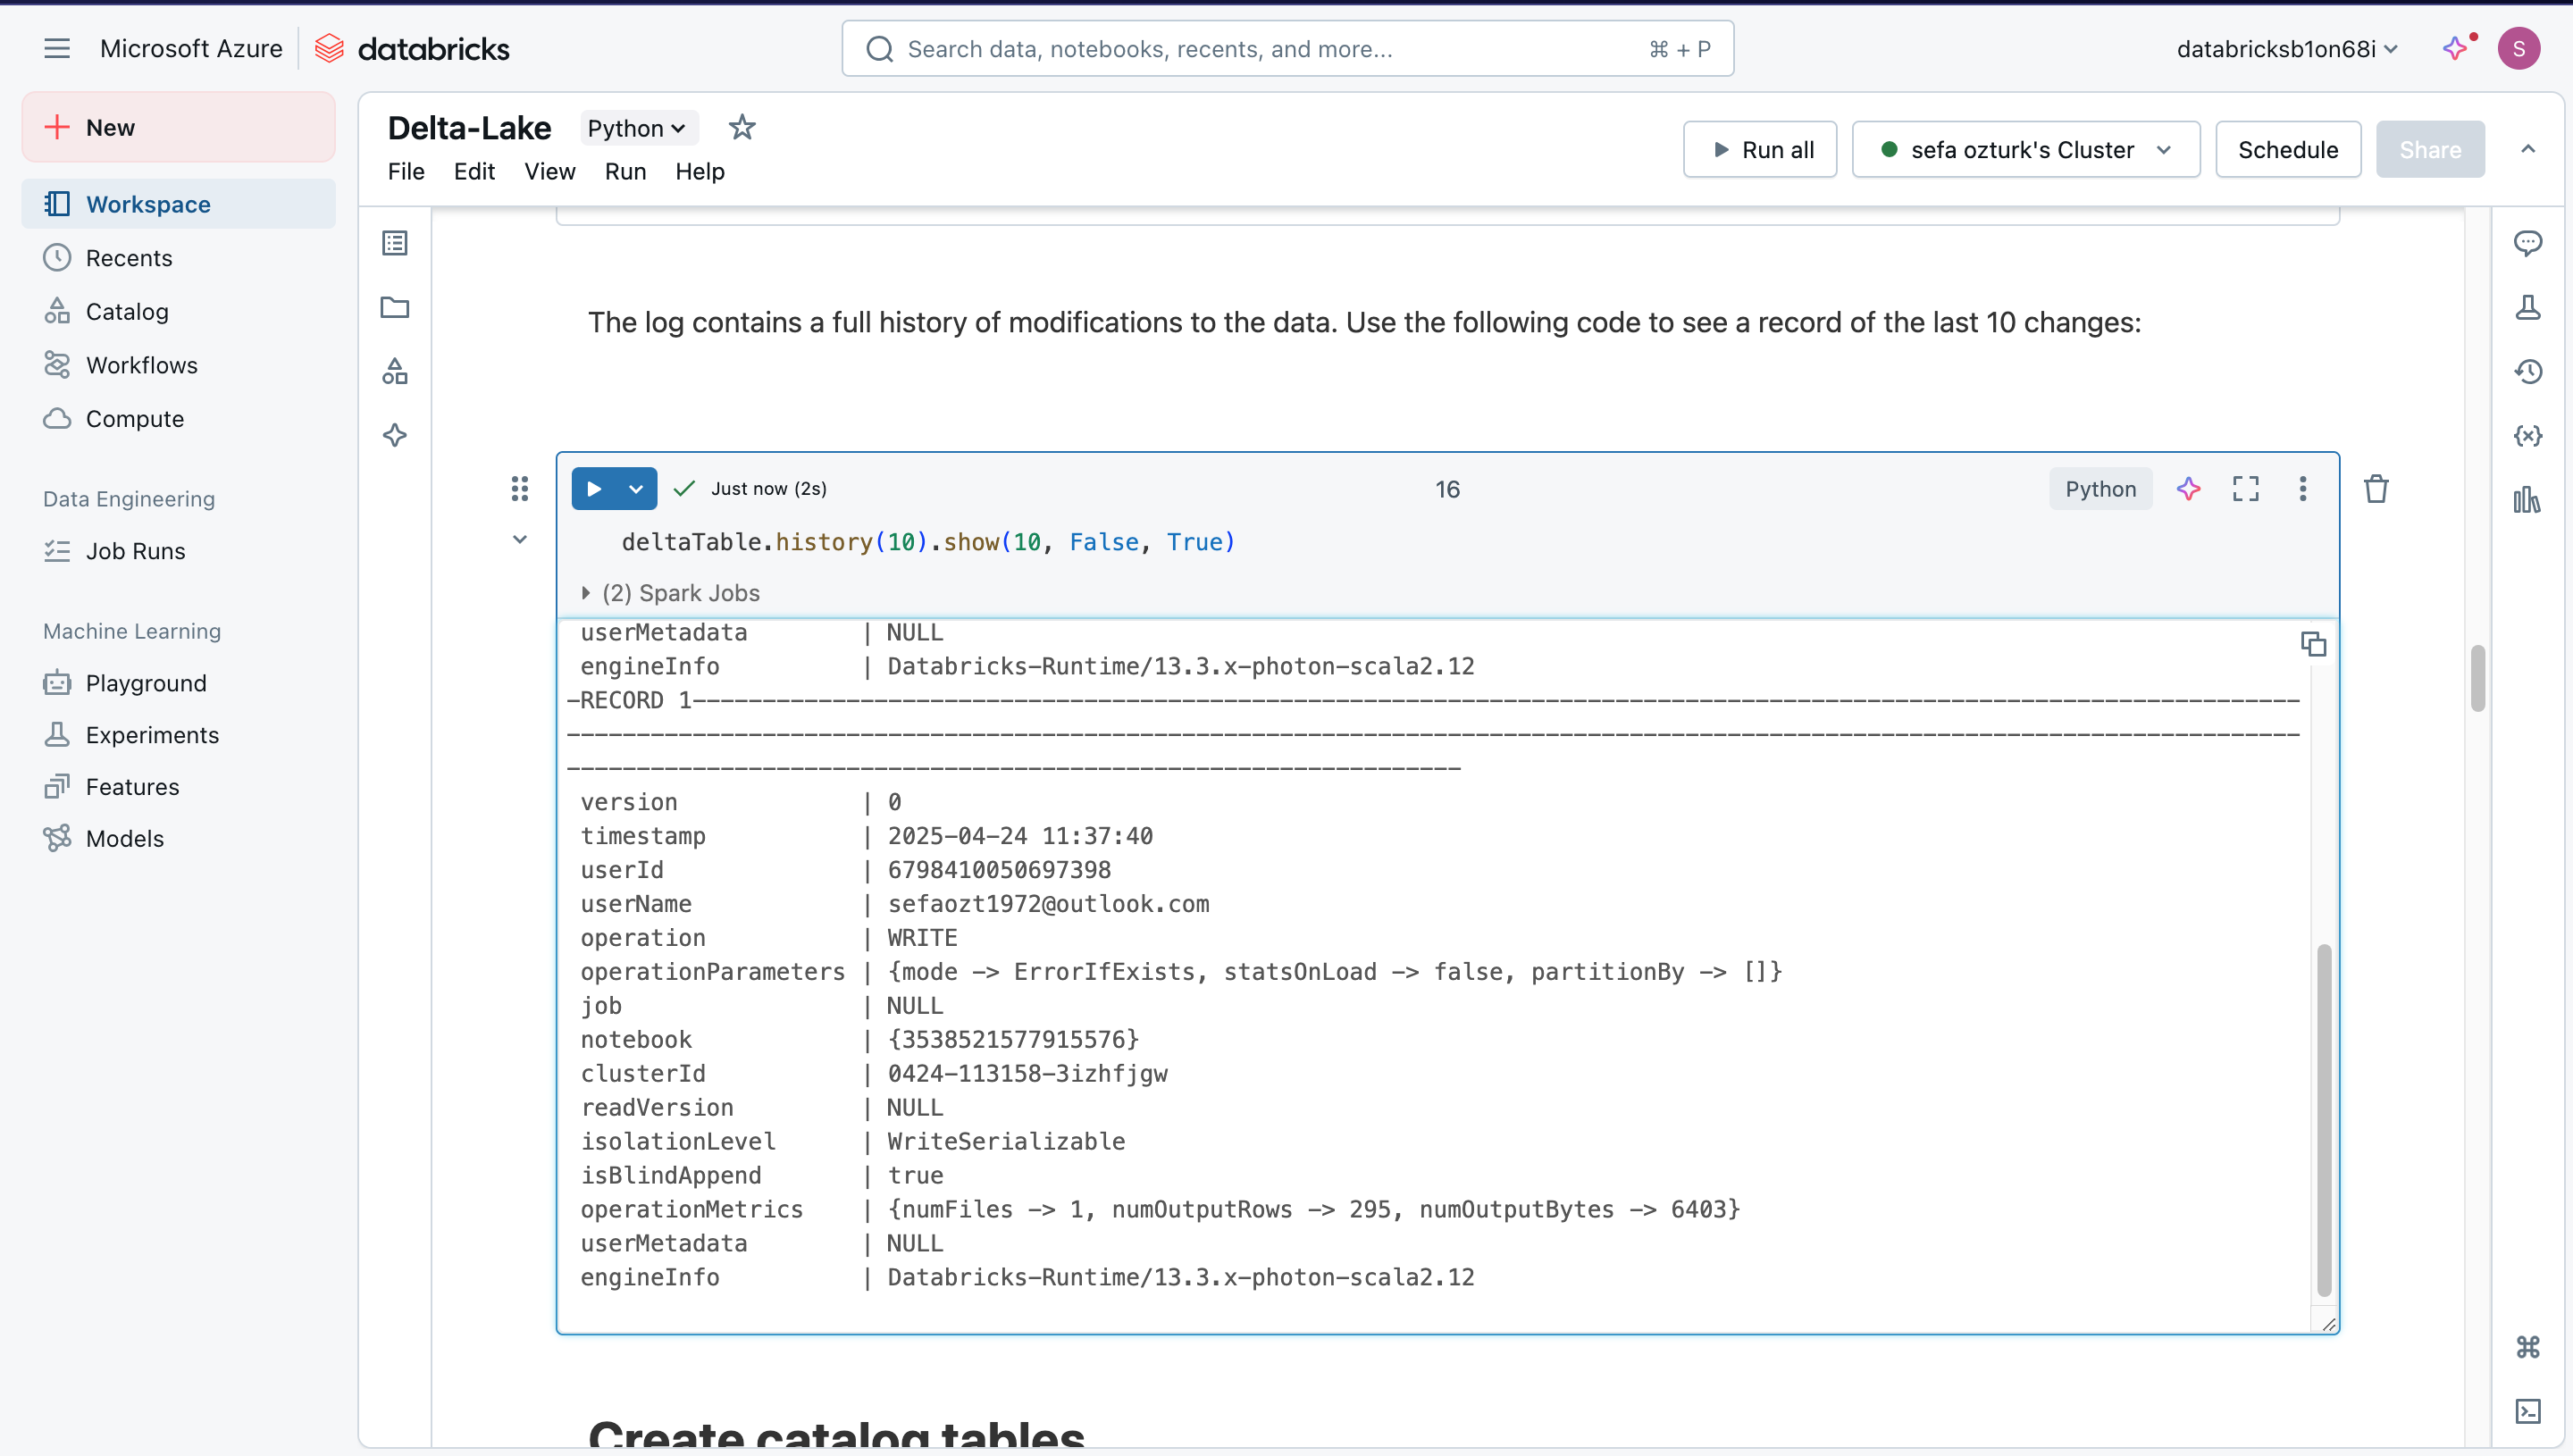 Microsoft Azure databricks
Search data, notebooks, recents, and more... ⌘ + P
databricksb1on68i
S
New
Workspace
Recents
Catalog
Workflows
Compute
Data Engineering
Job Runs
Machine Learning
Playground
Experiments
Features
Models
Delta-Lake Python
File Edit View Run Help
Run all sefa ozturk's Cluster Schedule Share
The log contains a full history of modifications to the data. Use the following code to see a record of the last 10 changes:
Just now (2s) 16 Python
deltaTable.history(10).show(10, False, True)
(2) Spark Jobs
userMetadata | NULL
engineInfo | Databricks-Runtime/13.3.x-photon-scala2.12
-RECORD 1--------------------------------------------------------------------------------------------------------------------
----------------------------------------------------------------------------------------------------------------------------
----------------------------------------------------------------
version | 0
timestamp | 2025-04-24 11:37:40
userId | 6798410050697398
userName | sefaozt1972@outlook.com
operation | WRITE
operationParameters | {mode -> ErrorIfExists, statsOnLoad -> false, partitionBy -> []}
job | NULL
notebook | {3538521577915576}
clusterId | 0424-113158-3izhfjgw
readVersion | NULL
isolationLevel | WriteSerializable
isBlindAppend | true
operationMetrics | {numFiles -> 1, numOutputRows -> 295, numOutputBytes -> 6403}
userMetadata | NULL
engineInfo | Databricks-Runtime/13.3.x-photon-scala2.12
Create catalog tables